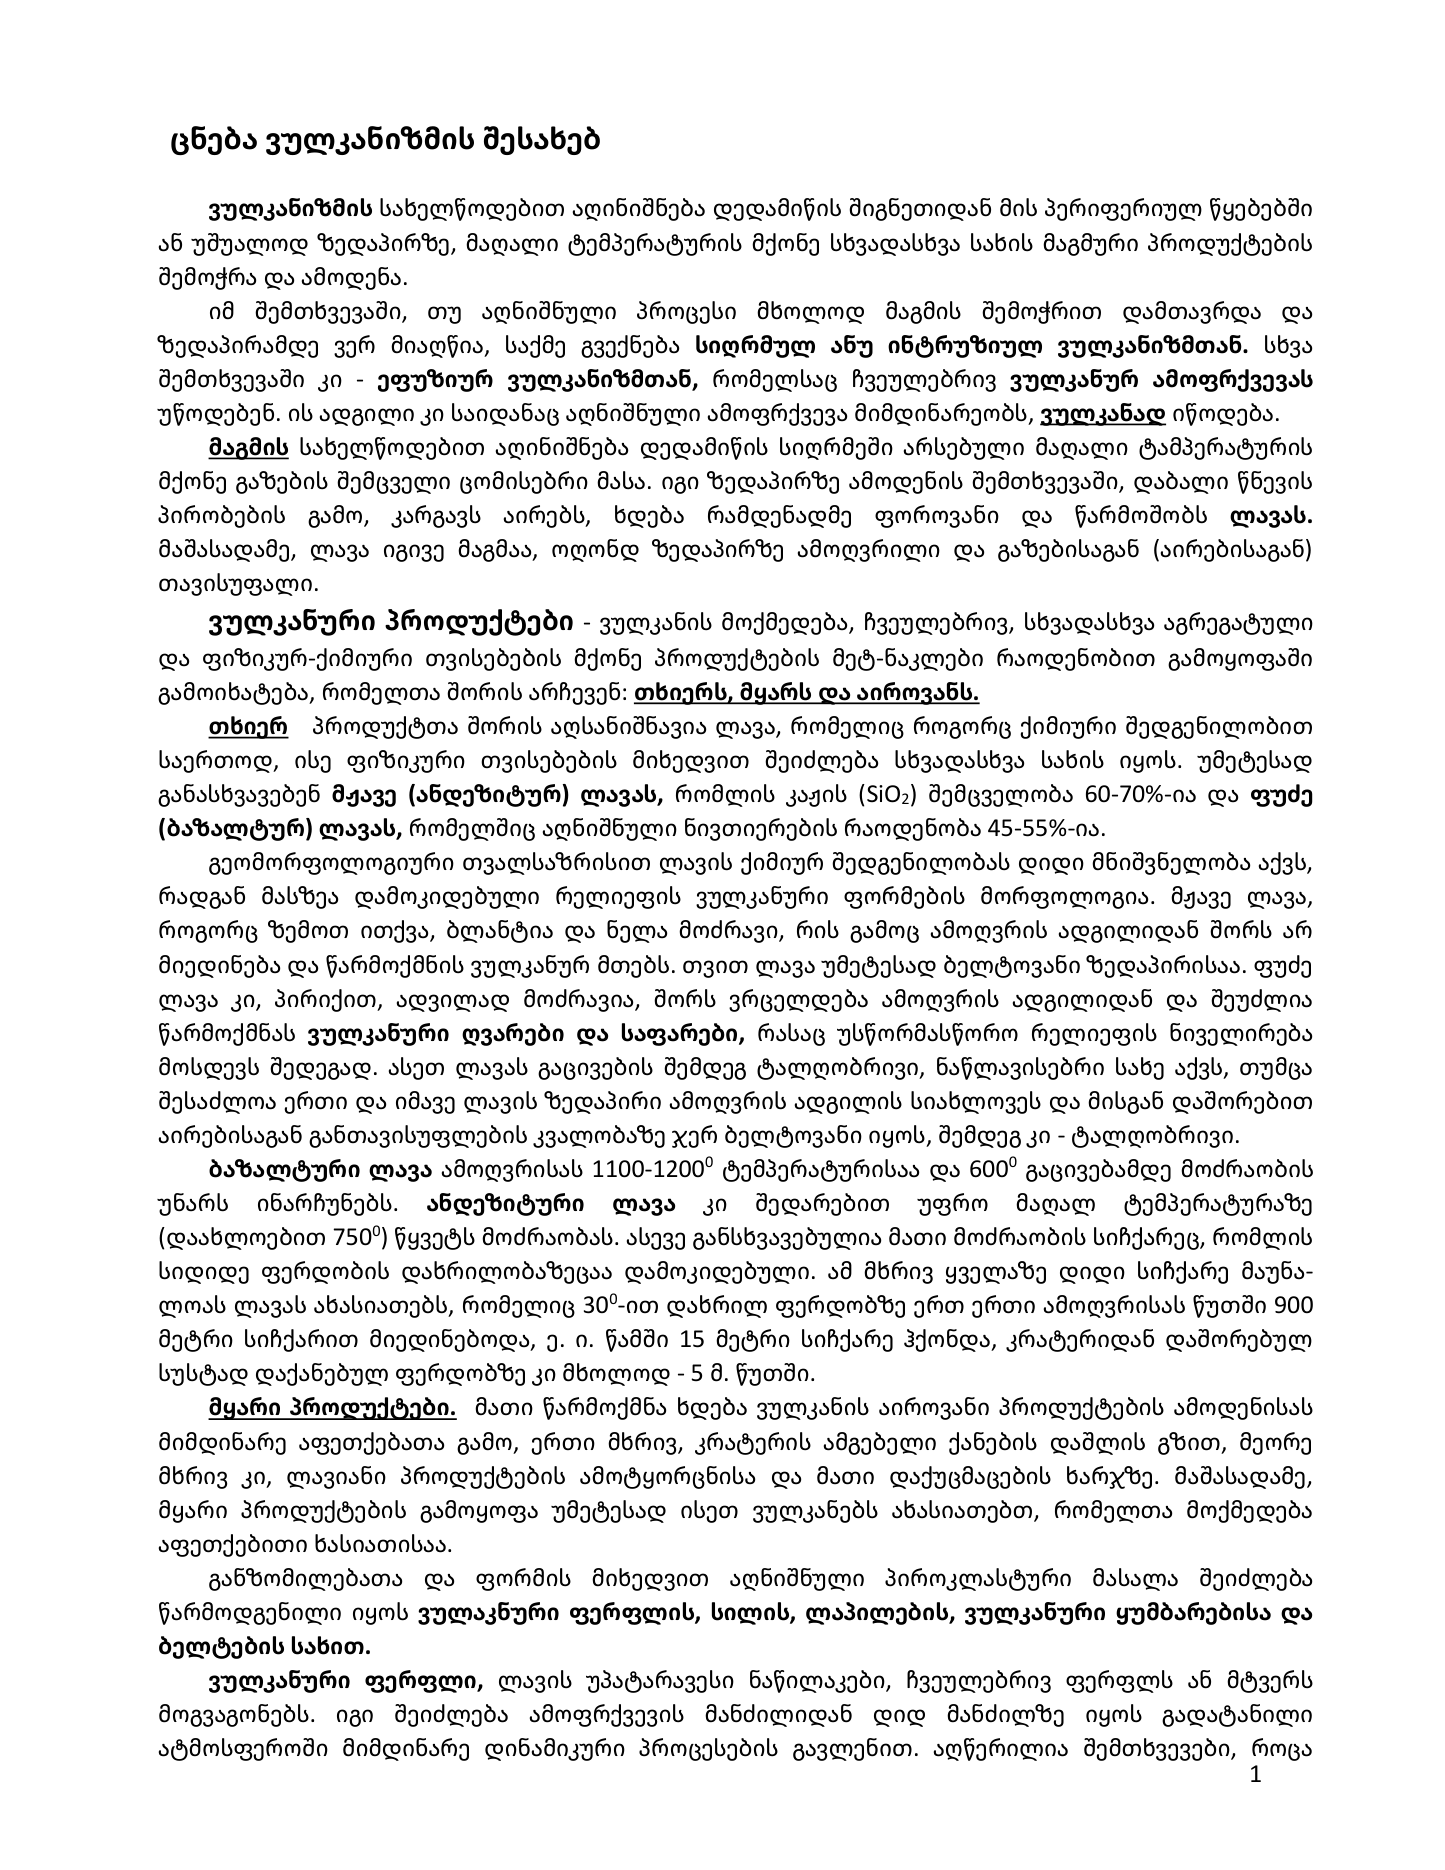 ცნება ვულკანიზმის შესახებ
ვულკანიზმის სახელწოდებით აღინიშნება დედამიწის შიგნეთიდან მის პერიფერიულ წყებებში
ან უშუალოდ ზედაპირზე, მაღალი ტემპერატურის მქონე სხვადასხვა სახის მაგმური პროდუქტების
შემოჭრა და ამოდენა.
იმ შემთხვევაში, თუ აღნიშნული პროცესი მხოლოდ მაგმის შემოჭრით დამთავრდა და
ზედაპირამდე ვერ მიაღწია, საქმე გვექნება სიღრმულ ანუ ინტრუზიულ ვულკანიზმთან. სხვა
შემთხვევაში კი - ეფუზიურ ვულკანიზმთან, რომელსაც ჩვეულებრივ ვულკანურ ამოფრქვევას
უწოდებენ. ის ადგილი კი საიდანაც აღნიშნული ამოფრქვევა მიმდინარეობს, ვულკანად იწოდება.
მაგმის სახელწოდებით აღინიშნება დედამიწის სიღრმეში არსებული მაღალი ტამპერატურის
მქონე გაზების შემცველი ცომისებრი მასა. იგი ზედაპირზე ამოდენის შემთხვევაში, დაბალი წნევის
პირობების გამო, კარგავს აირებს, ხდება რამდენადმე ფოროვანი და წარმოშობს ლავას.
მაშასადამე, ლავა იგივე მაგმაა, ოღონდ ზედაპირზე ამოღვრილი და გაზებისაგან (აირებისაგან)
თავისუფალი.
ვულკანური პროდუქტები - ვულკანის მოქმედება, ჩვეულებრივ, სხვადასხვა აგრეგატული
და ფიზიკურ-ქიმიური თვისებების მქონე პროდუქტების მეტ-ნაკლები რაოდენობით გამოყოფაში
გამოიხატება, რომელთა შორის არჩევენ: თხიერს, მყარს და აიროვანს.
თხიერ პროდუქტთა შორის აღსანიშნავია ლავა, რომელიც როგორც ქიმიური შედგენილობით
საერთოდ, ისე ფიზიკური თვისებების მიხედვით შეიძლება სხვადასხვა სახის იყოს. უმეტესად
განასხვავებენ მჟავე (ანდეზიტურ) ლავას, რომლის კაჟის (SiO₂) შემცველობა 60-70%-ია და ფუძე
(ბაზალტურ) ლავას, რომელშიც აღნიშნული ნივთიერების რაოდენობა 45-55%-ია.
გეომორფოლოგიური თვალსაზრისით ლავის ქიმიურ შედგენილობას დიდი მნიშვნელობა აქვს,
რადგან მასზეა დამოკიდებული რელიეფის ვულკანური ფორმების მორფოლოგია. მჟავე ლავა,
როგორც ზემოთ ითქვა, ბლანტია და ნელა მოძრავი, რის გამოც ამოღვრის ადგილიდან შორს არ
მიედინება და წარმოქმნის ვულკანურ მთებს. თვით ლავა უმეტესად ბელტოვანი ზედაპირისაა. ფუძე
ლავა კი, პირიქით, ადვილად მოძრავია, შორს ვრცელდება ამოღვრის ადგილიდან და შეუძლია
წარმოქმნას ვულკანური ღვარები და საფარები, რასაც უსწორმასწორო რელიეფის ნიველირება
მოსდევს შედეგად. ასეთ ლავას გაცივების შემდეგ ტალღობრივი, ნაწლავისებრი სახე აქვს, თუმცა
შესაძლოა ერთი და იმავე ლავის ზედაპირი ამოღვრის ადგილის სიახლოვეს და მისგან დაშორებით
აირებისაგან განთავისუფლების კვალობაზე ჯერ ბელტოვანი იყოს, შემდეგ კი - ტალღობრივი.
ბაზალტური ლავა ამოღვრისას 1100-1200⁰ ტემპერატურისაა და 600⁰ გაცივებამდე მოძრაობის
უნარს ინარჩუნებს. ანდეზიტური ლავა კი შედარებით უფრო მაღალ ტემპერატურაზე
(დაახლოებით 750⁰) წყვეტს მოძრაობას. ასევე განსხვავებულია მათი მოძრაობის სიჩქარეც, რომლის
სიდიდე ფერდობის დახრილობაზეცაა დამოკიდებული. ამ მხრივ ყველაზე დიდი სიჩქარე მაუნა-
ლოას ლავას ახასიათებს, რომელიც 30⁰-ით დახრილ ფერდობზე ერთ ერთი ამოღვრისას წუთში 900
მეტრი სიჩქარით მიედინებოდა, ე. ი. წამში 15 მეტრი სიჩქარე ჰქონდა, კრატერიდან დაშორებულ
სუსტად დაქანებულ ფერდობზე კი მხოლოდ - 5 მ. წუთში.
მყარი პროდუქტები. მათი წარმოქმნა ხდება ვულკანის აიროვანი პროდუქტების ამოდენისას
მიმდინარე აფეთქებათა გამო, ერთი მხრივ, კრატერის ამგებელი ქანების დაშლის გზით, მეორე
მხრივ კი, ლავიანი პროდუქტების ამოტყორცნისა და მათი დაქუცმაცების ხარჯზე. მაშასადამე,
მყარი პროდუქტების გამოყოფა უმეტესად ისეთ ვულკანებს ახასიათებთ, რომელთა მოქმედება
აფეთქებითი ხასიათისაა.
განზომილებათა და ფორმის მიხედვით აღნიშნული პიროკლასტური მასალა შეიძლება
წარმოდგენილი იყოს ვულაკნური ფერფლის, სილის, ლაპილების, ვულკანური ყუმბარებისა და
ბელტების სახით.
ვულკანური ფერფლი, ლავის უპატარავესი ნაწილაკები, ჩვეულებრივ ფერფლს ან მტვერს
მოგვაგონებს. იგი შეიძლება ამოფრქვევის მანძილიდან დიდ მანძილზე იყოს გადატანილი
ატმოსფეროში მიმდინარე დინამიკური პროცესების გავლენით. აღწერილია შემთხვევები, როცა
1